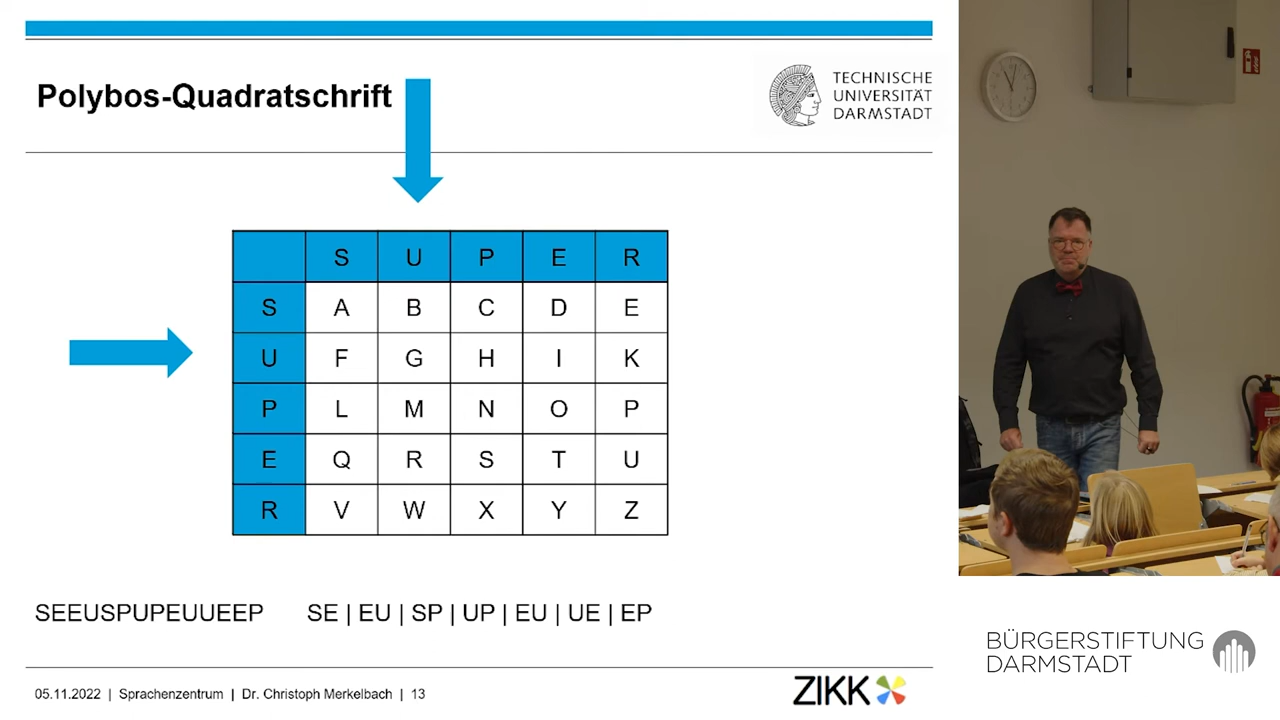 Polybos-Quadratschrift
TECHNISCHE
UNIVERSITÄT
DARMSTADT
S U P E R
S A B C D E
U F G H I K
P L M N O P
E Q R S T U
R V W X Y Z
SEEUSPUPEUUEEP SE | EU | SP | UP | EU | UE | EP
05.11.2022 | Sprachenzentrum | Dr. Christoph Merkelbach | 13
ZIKK
BÜRGERSTIFTUNG
DARMSTADT